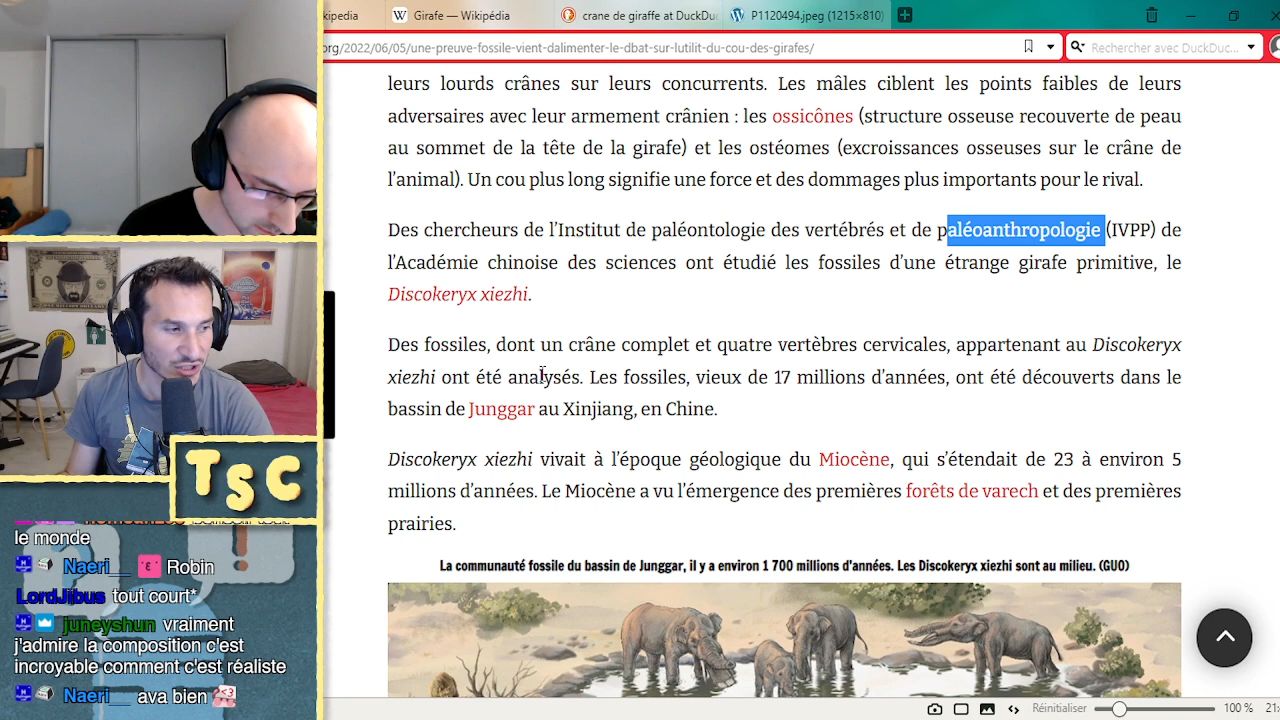 kipedia
Girafe — Wikipédia
crane de giraffe at DuckDuc
P1120494.jpeg (1215×810)
org/2022/06/05/une-preuve-fossile-vient-dalimenter-le-dbat-sur-lutilit-du-cou-des-girafes/
Rechercher avec DuckDuc...
leurs lourds crânes sur leurs concurrents. Les mâles ciblent les points faibles de leurs
adversaires avec leur armement crânien : les ossicônes (structure osseuse recouverte de peau
au sommet de la tête de la girafe) et les ostéomes (excroissances osseuses sur le crâne de
l’animal). Un cou plus long signifie une force et des dommages plus importants pour le rival.
Des chercheurs de l’Institut de paléontologie des vertébrés et de paléoanthropologie (IVPP) de
l’Académie chinoise des sciences ont étudié les fossiles d’une étrange girafe primitive, le
Discokeryx xiezhi.
Des fossiles, dont un crâne complet et quatre vertèbres cervicales, appartenant au Discokeryx
xiezhi ont été analysés. Les fossiles, vieux de 17 millions d’années, ont été découverts dans le
bassin de Junggar au Xinjiang, en Chine.
Discokeryx xiezhi vivait à l’époque géologique du Miocène, qui s’étendait de 23 à environ 5
millions d’années. Le Miocène a vu l’émergence des premières forêts de varech et des premières
prairies.
La communauté fossile du bassin de Junggar, il y a environ 1 700 millions d’années. Les Discokeryx xiezhi sont au milieu. (GUO)
TSC
le monde
Naeri__ Robin
LordJibus tout court*
juneyshun vraiment
j'admire la composition c'est
incroyable comment c'est réaliste
Naeri__ ava bien
Réinitialiser
100 %
21: